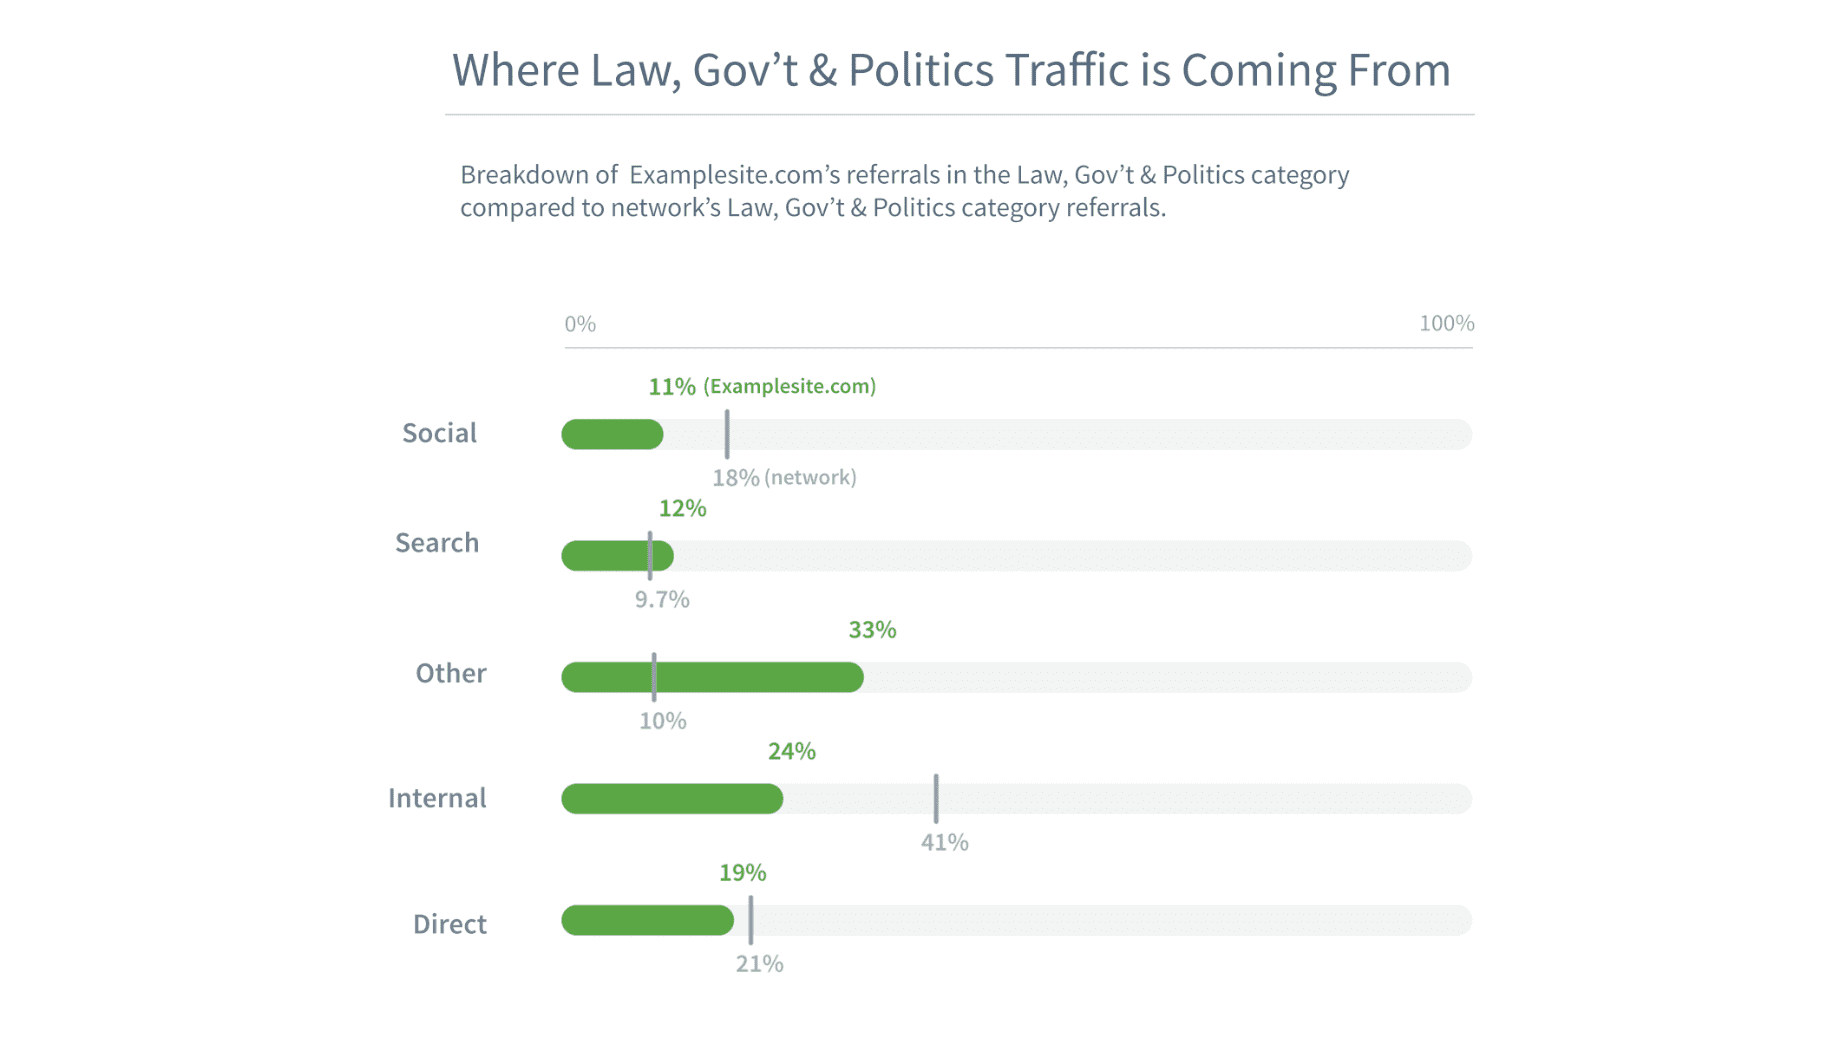 Where Law, Gov’t & Politics Traffic is Coming From
Breakdown of Examplesite.com’s referrals in the Law, Gov’t & Politics category
compared to network’s Law, Gov’t & Politics category referrals.
0% 100%
11% (Examplesite.com)
Social
18% (network)
12%
Search
9.7%
33%
Other
10%
24%
Internal
41%
19%
Direct
21%